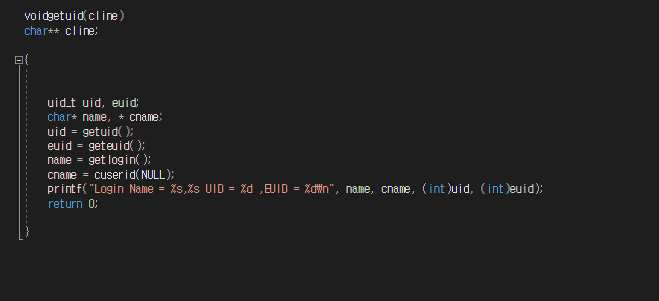 voidgetuid(cline)
char** cline;
{
uid_t uid, euid;
char* name, * cname;
uid = getuid();
euid = geteuid();
name = getlogin();
cname = cuserid(NULL);
printf("Login Name = %s,%s UID = %d ,EUID = %d₩n", name, cname, (int)uid, (int)euid);
return 0;
}